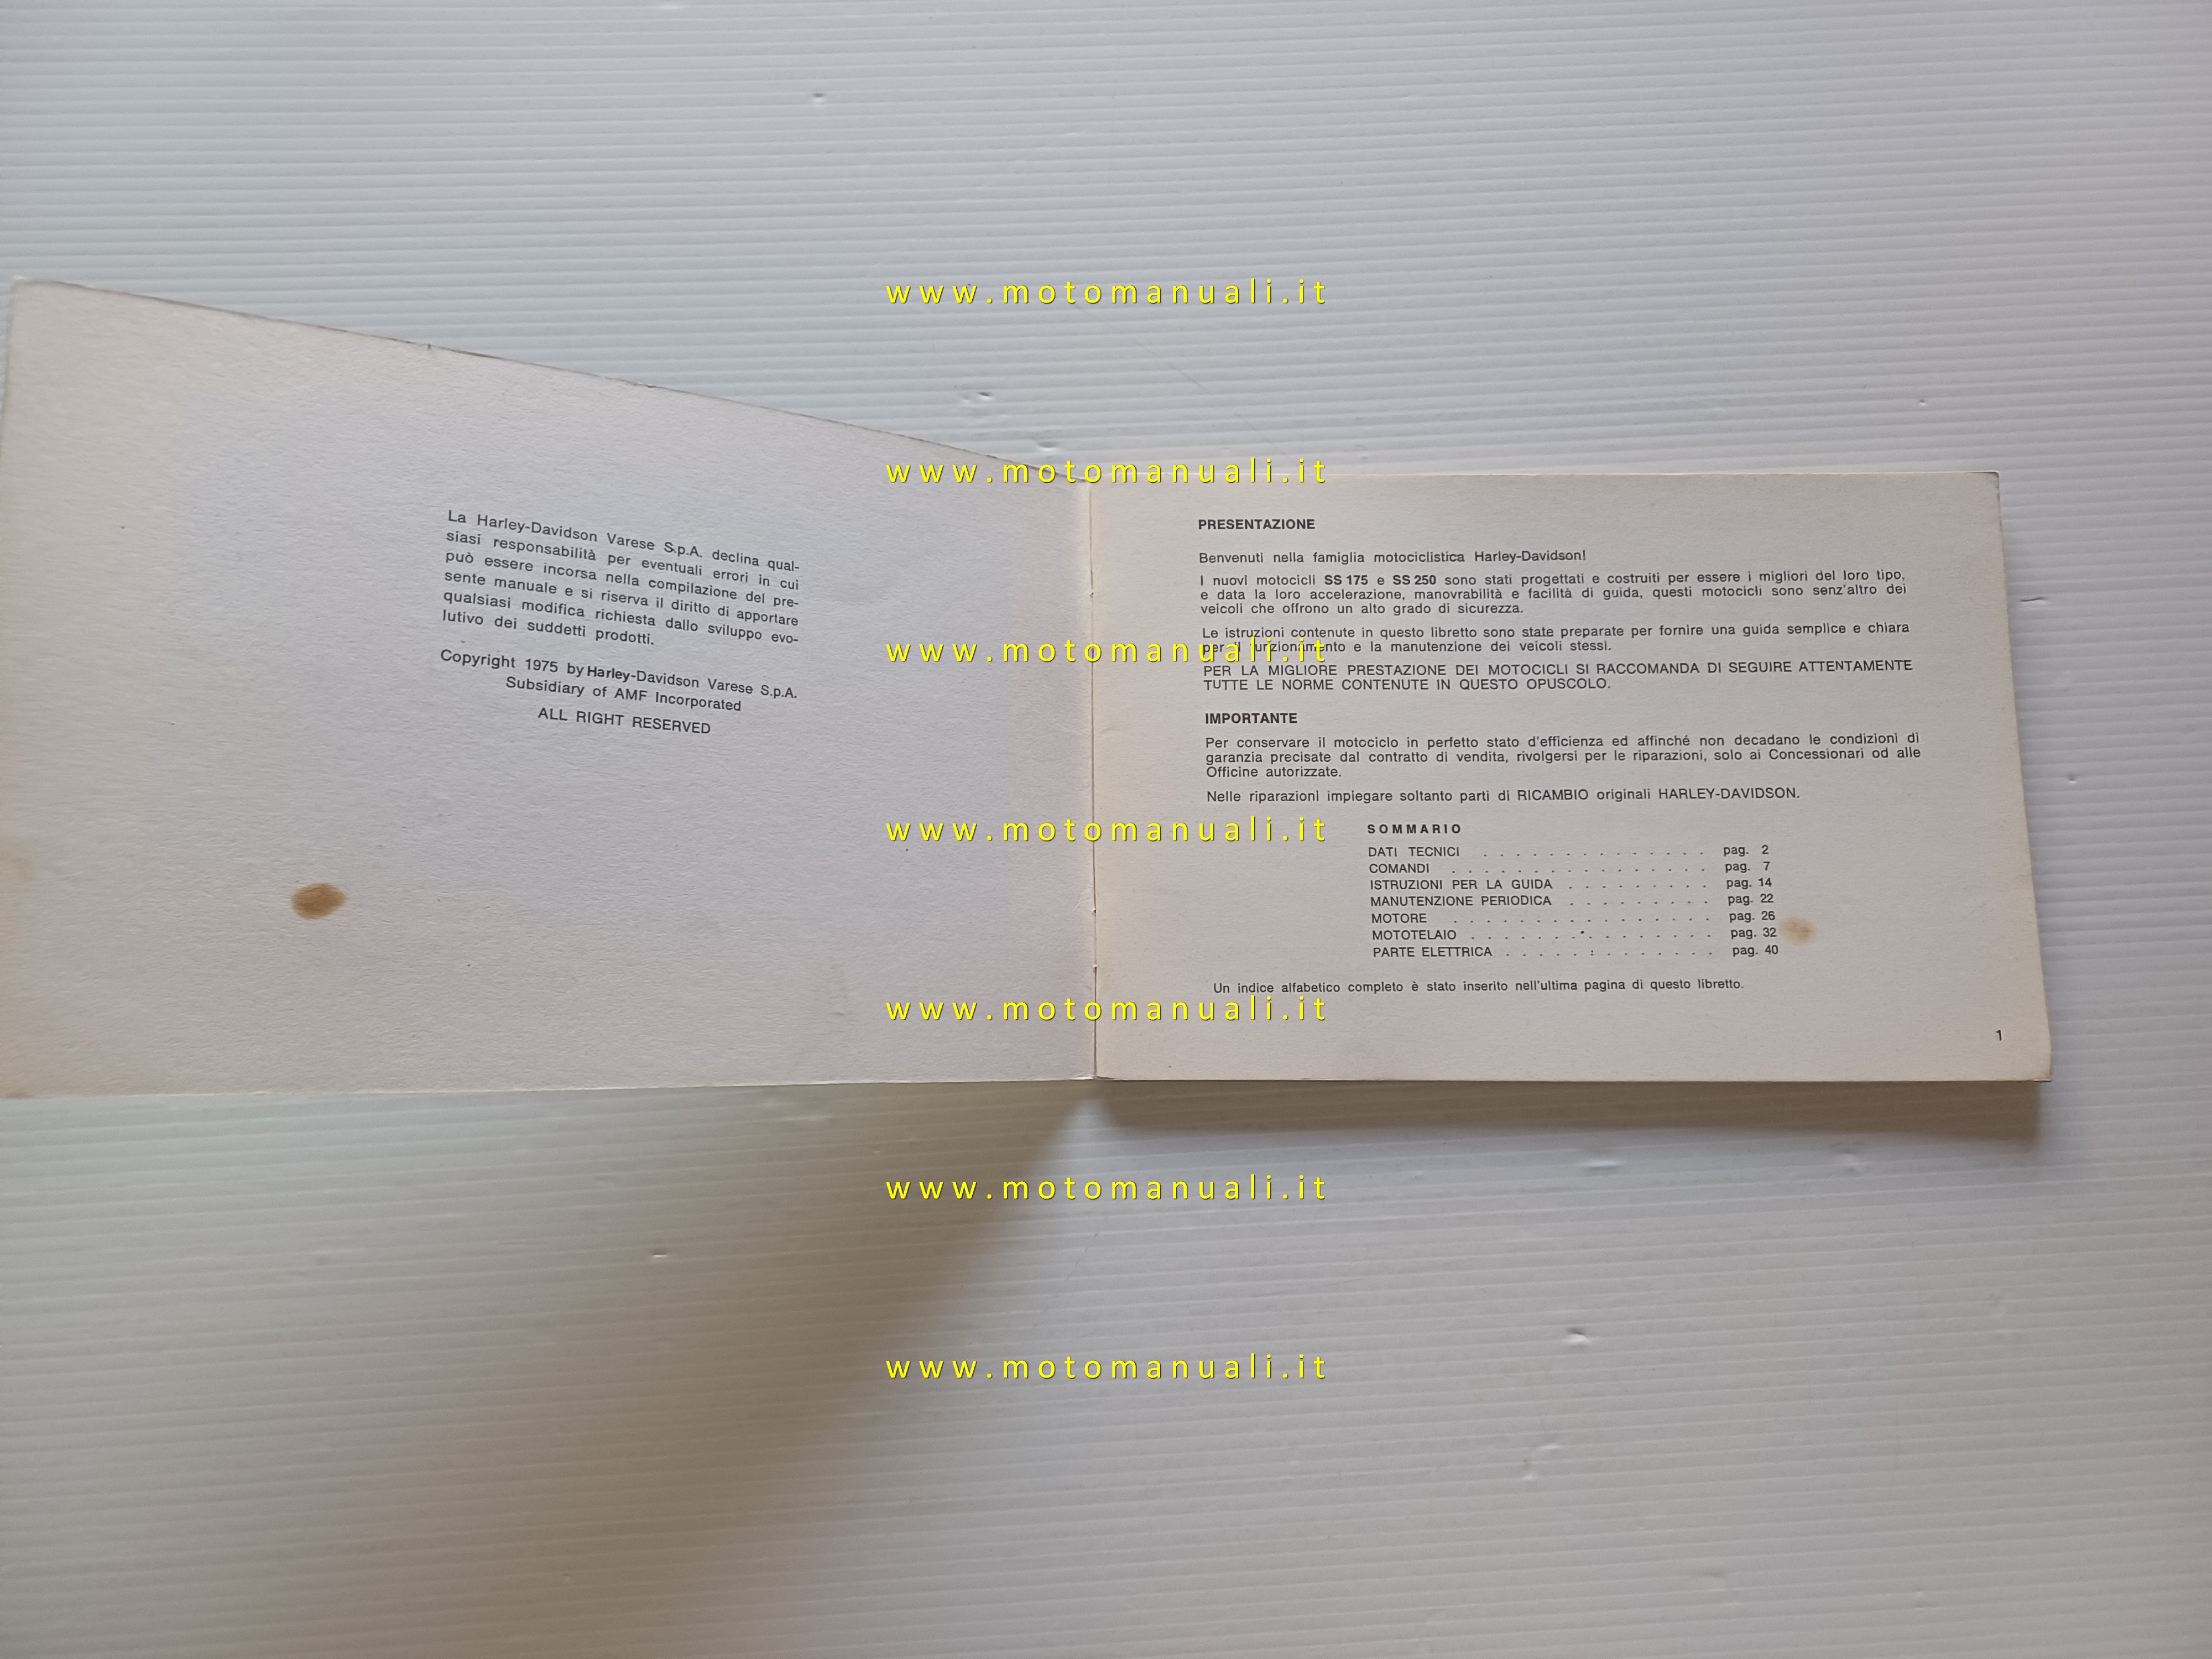 La Harley-Davidson Varese S.p.A. declina qual-
siasi responsabilità per eventuali errori in cui
può essere incorsa nella compilazione del pre-
sente manuale e si riserva il diritto di apportare
qualsiasi modifica richiesta dallo sviluppo evo-
lutivo dei suddetti prodotti.
Copyright 1975 by Harley-Davidson Varese S.p.A.
Subsidiary of AMF Incorporated
ALL RIGHT RESERVED
PRESENTAZIONE
Benvenuti nella famiglia motociclistica Harley-Davidson!
I nuovi motocicli SS 175 e SS 250 sono stati progettati e costruiti per essere i migliori del loro tipo,
e data la loro accelerazione, manovrabilità e facilità di guida, questi motocicli sono senz'altro dei
veicoli che offrono un alto grado di sicurezza.
Le istruzioni contenute in questo libretto sono state preparate per fornire una guida semplice e chiara
per il funzionamento e la manutenzione dei veicoli stessi.
PER LA MIGLIORE PRESTAZIONE DEI MOTOCICLI SI RACCOMANDA DI SEGUIRE ATTENTAMENTE
TUTTE LE NORME CONTENUTE IN QUESTO OPUSCOLO.
IMPORTANTE
Per conservare il motociclo in perfetto stato d'efficienza ed affinché non decadano le condizioni di
garanzia precisate dal contratto di vendita, rivolgersi per le riparazioni, solo ai Concessionari od alle
Officine autorizzate.
Nelle riparazioni impiegare soltanto parti di RICAMBIO originali HARLEY-DAVIDSON.
SOMMARIO
DATI TECNICI . . . . . . . . . . . . . . pag. 2
COMANDI . . . . . . . . . . . . . . . . pag. 7
ISTRUZIONI PER LA GUIDA . . . . . . . . . pag. 14
MANUTENZIONE PERIODICA . . . . . . . . . pag. 22
MOTORE . . . . . . . . . . . . . . . . pag. 26
MOTOTELAIO . . . . . . . . . . . . . . . pag. 32
PARTE ELETTRICA . . . . . . . . . . . . . pag. 40
Un indice alfabetico completo è stato inserito nell'ultima pagina di questo libretto.
1
www.motomanuali.it
www.motomanuali.it
www.motomanuali.it
www.motomanuali.it
www.motomanuali.it
www.motomanuali.it
www.motomanuali.it